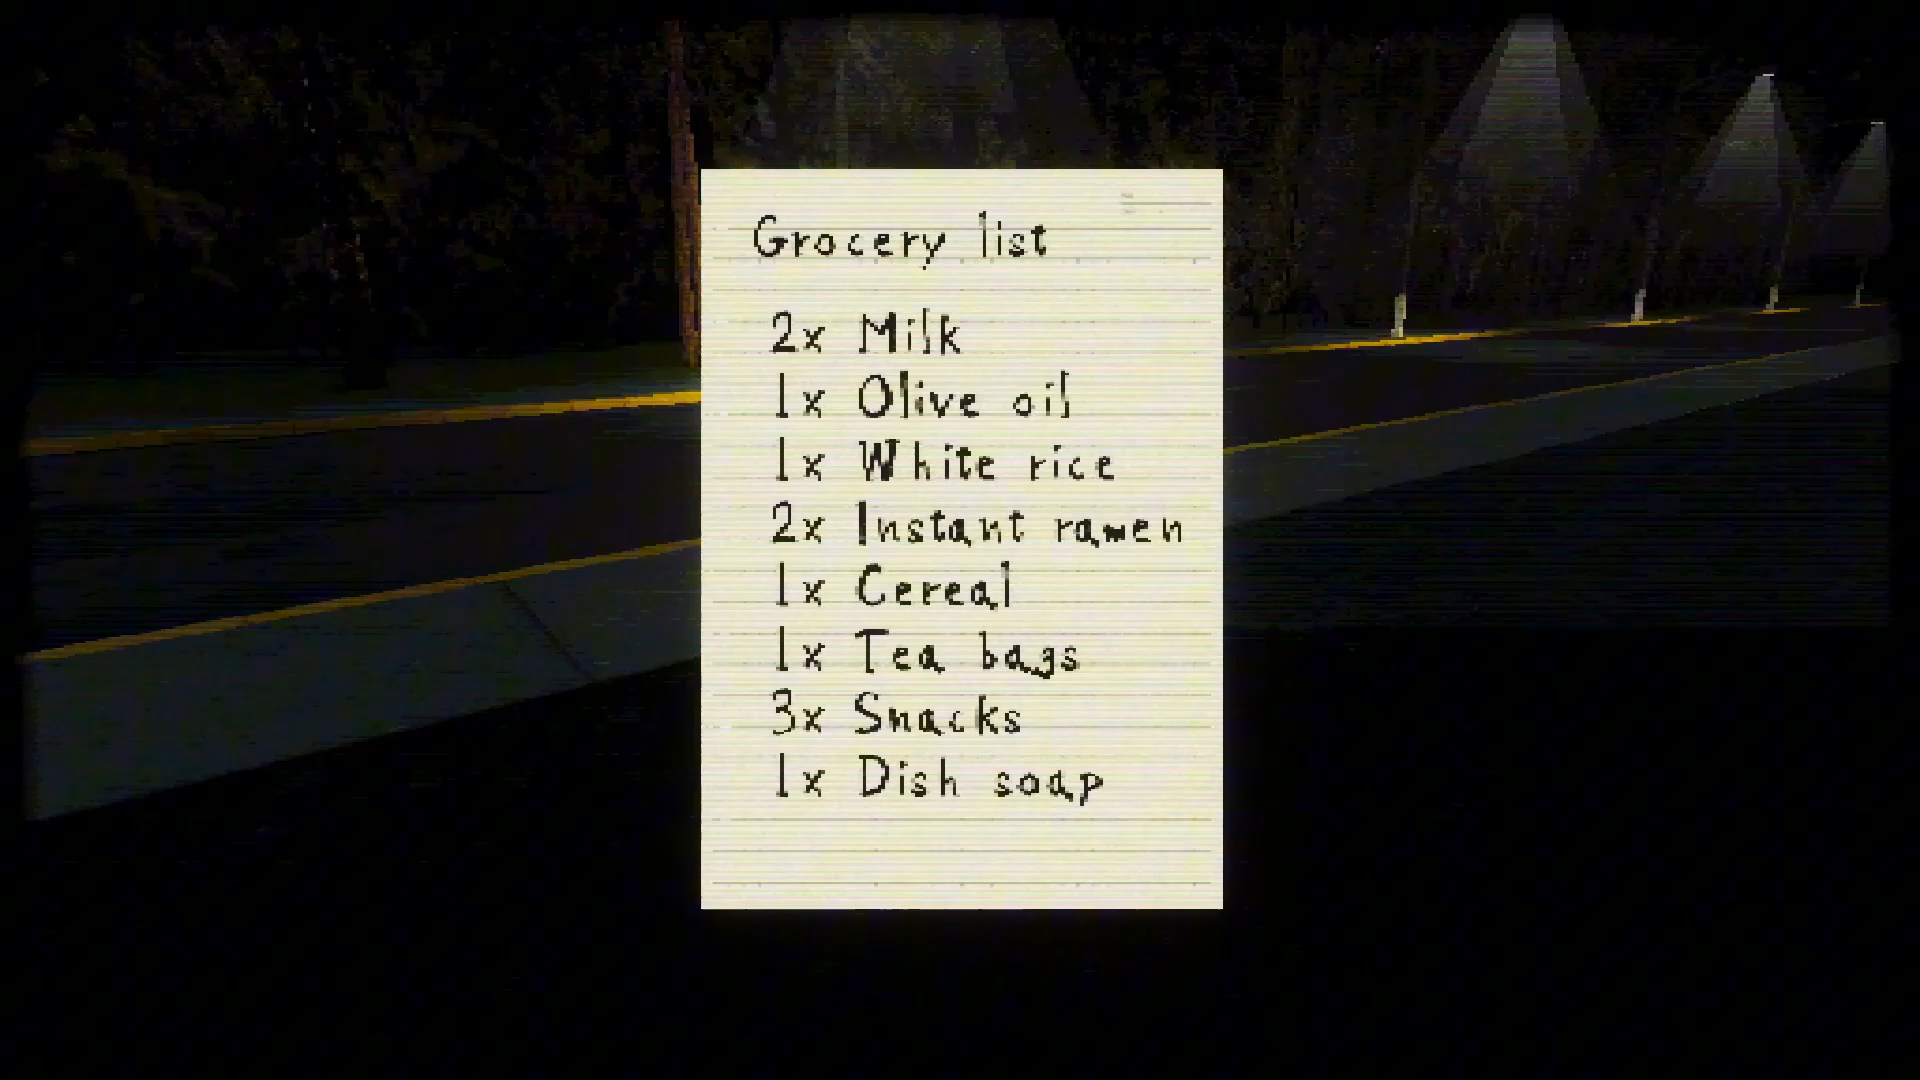 Grocery list
2x Milk
1x Olive oil
1x White rice
2x Instant ramen
1x Cereal
1x Tea bags
3x Snacks
1x Dish soap